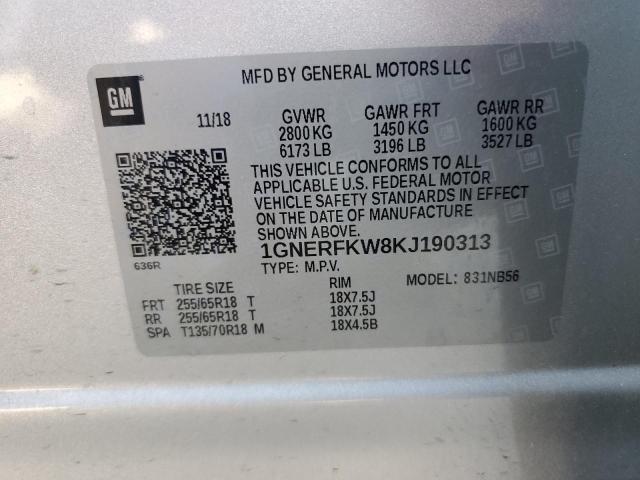 MFD BY GENERAL MOTORS LLC
GM
11/18 GVWR GAWR FRT GAWR RR
2800 KG 1450 KG 1600 KG
6173 LB 3196 LB 3527 LB
THIS VEHICLE CONFORMS TO ALL
APPLICABLE U.S. FEDERAL MOTOR
VEHICLE SAFETY STANDARDS IN EFFECT
ON THE DATE OF MANUFACTURE
SHOWN ABOVE.
636R
1GNERFKW8KJ190313
TYPE: M.P.V. MODEL: 831NB56
TIRE SIZE RIM
FRT 255/65R18 T 18X7.5J
RR 255/65R18 T 18X7.5J
SPA T135/70R18 M 18X4.5B